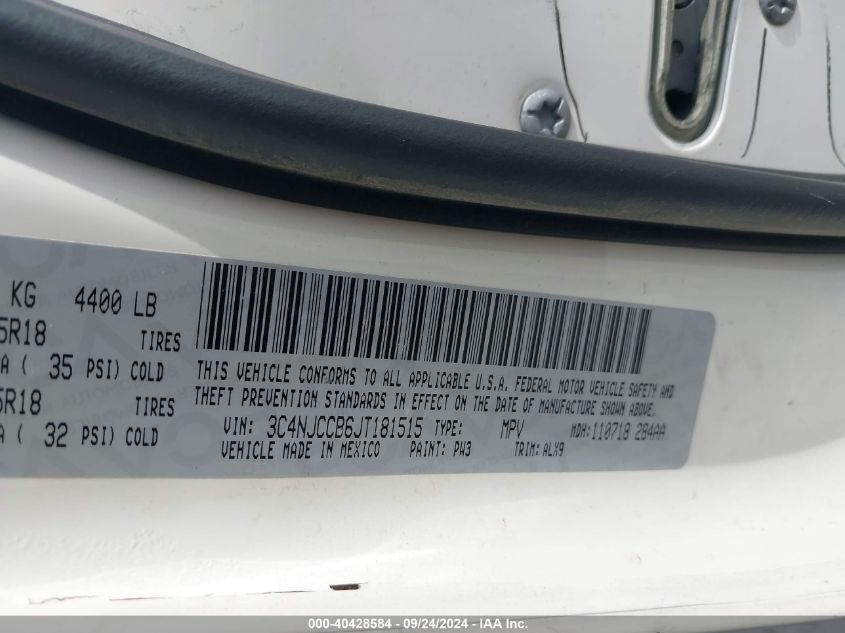 KG 4400 LB
5R18 TIRES
A ( 35 PSI) COLD
5R18 TIRES
A ( 32 PSI) COLD
THIS VEHICLE CONFORMS TO ALL APPLICABLE U.S.A. FEDERAL MOTOR VEHICLE SAFETY AND
THEFT PREVENTION STANDARDS IN EFFECT ON THE DATE OF MANUFACTURE SHOWN ABOVE.
VIN: 3C4NJCCB6JT181515 TYPE: MPV MDH: 110718 284AA
VEHICLE MADE IN MEXICO PAINT: PW3 TRIM: ALX9
000-40428584 - 09/24/2024 - IAA Inc.